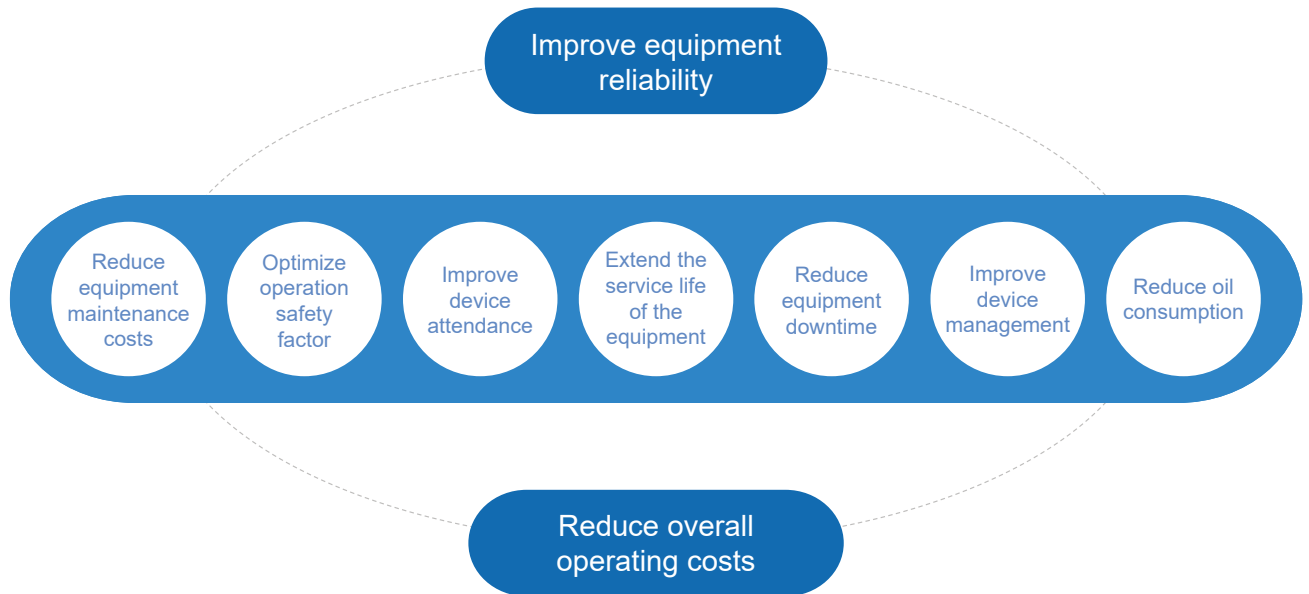 Improve equipment
reliability
Reduce
equipment
maintenance
costs
Optimize
operation
safety
factor
Improve
device
attendance
Extend the
service life
of the
equipment
Reduce
equipment
downtime
Improve
device
management
Reduce oil
consumption
Reduce overall
operating costs